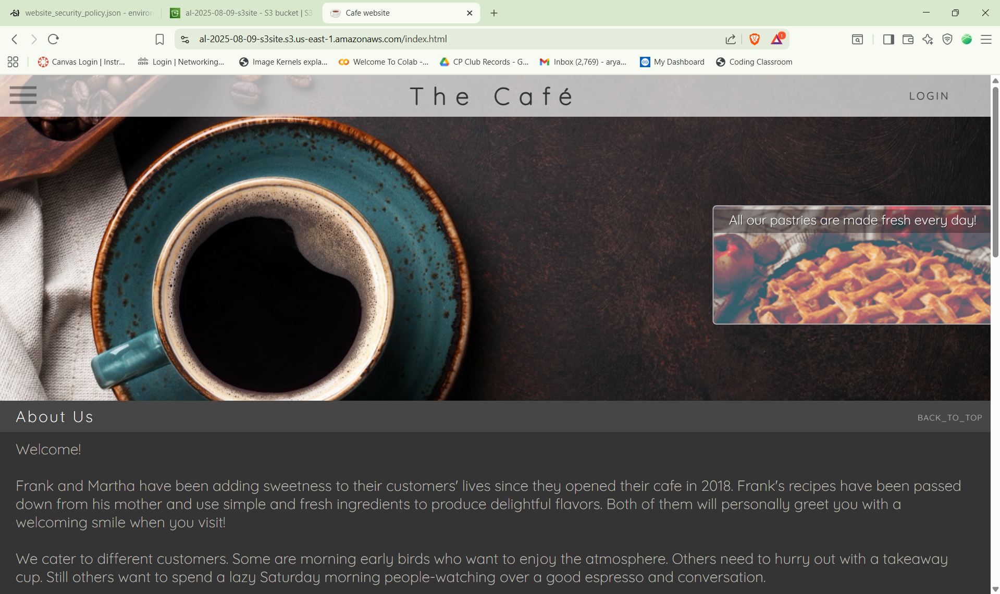 website_security_policy.json - environ
al-2025-08-09-s3site - S3 bucket | S3
Cafe website
al-2025-08-09-s3site.s3.us-east-1.amazonaws.com/index.html
1
Canvas Login | Instr...
cisco
Login | Networking...
Image Kernels expla...
Welcome To Colab -...
CP Club Records - G...
Inbox (2,769) - arya...
My Dashboard
Coding Classroom
The Café
LOGIN
All our pastries are made fresh every day!
About Us
BACK_TO_TOP
Welcome!
Frank and Martha have been adding sweetness to their customers' lives since they opened their cafe in 2018. Frank's recipes have been passed
down from his mother and use simple and fresh ingredients to produce delightful flavors. Both of them will personally greet you with a
welcoming smile when you visit!
We cater to different customers. Some are morning early birds who want to enjoy the atmosphere. Others need to hurry out with a takeaway
cup. Still others want to spend a lazy Saturday morning people-watching over a good espresso and conversation.